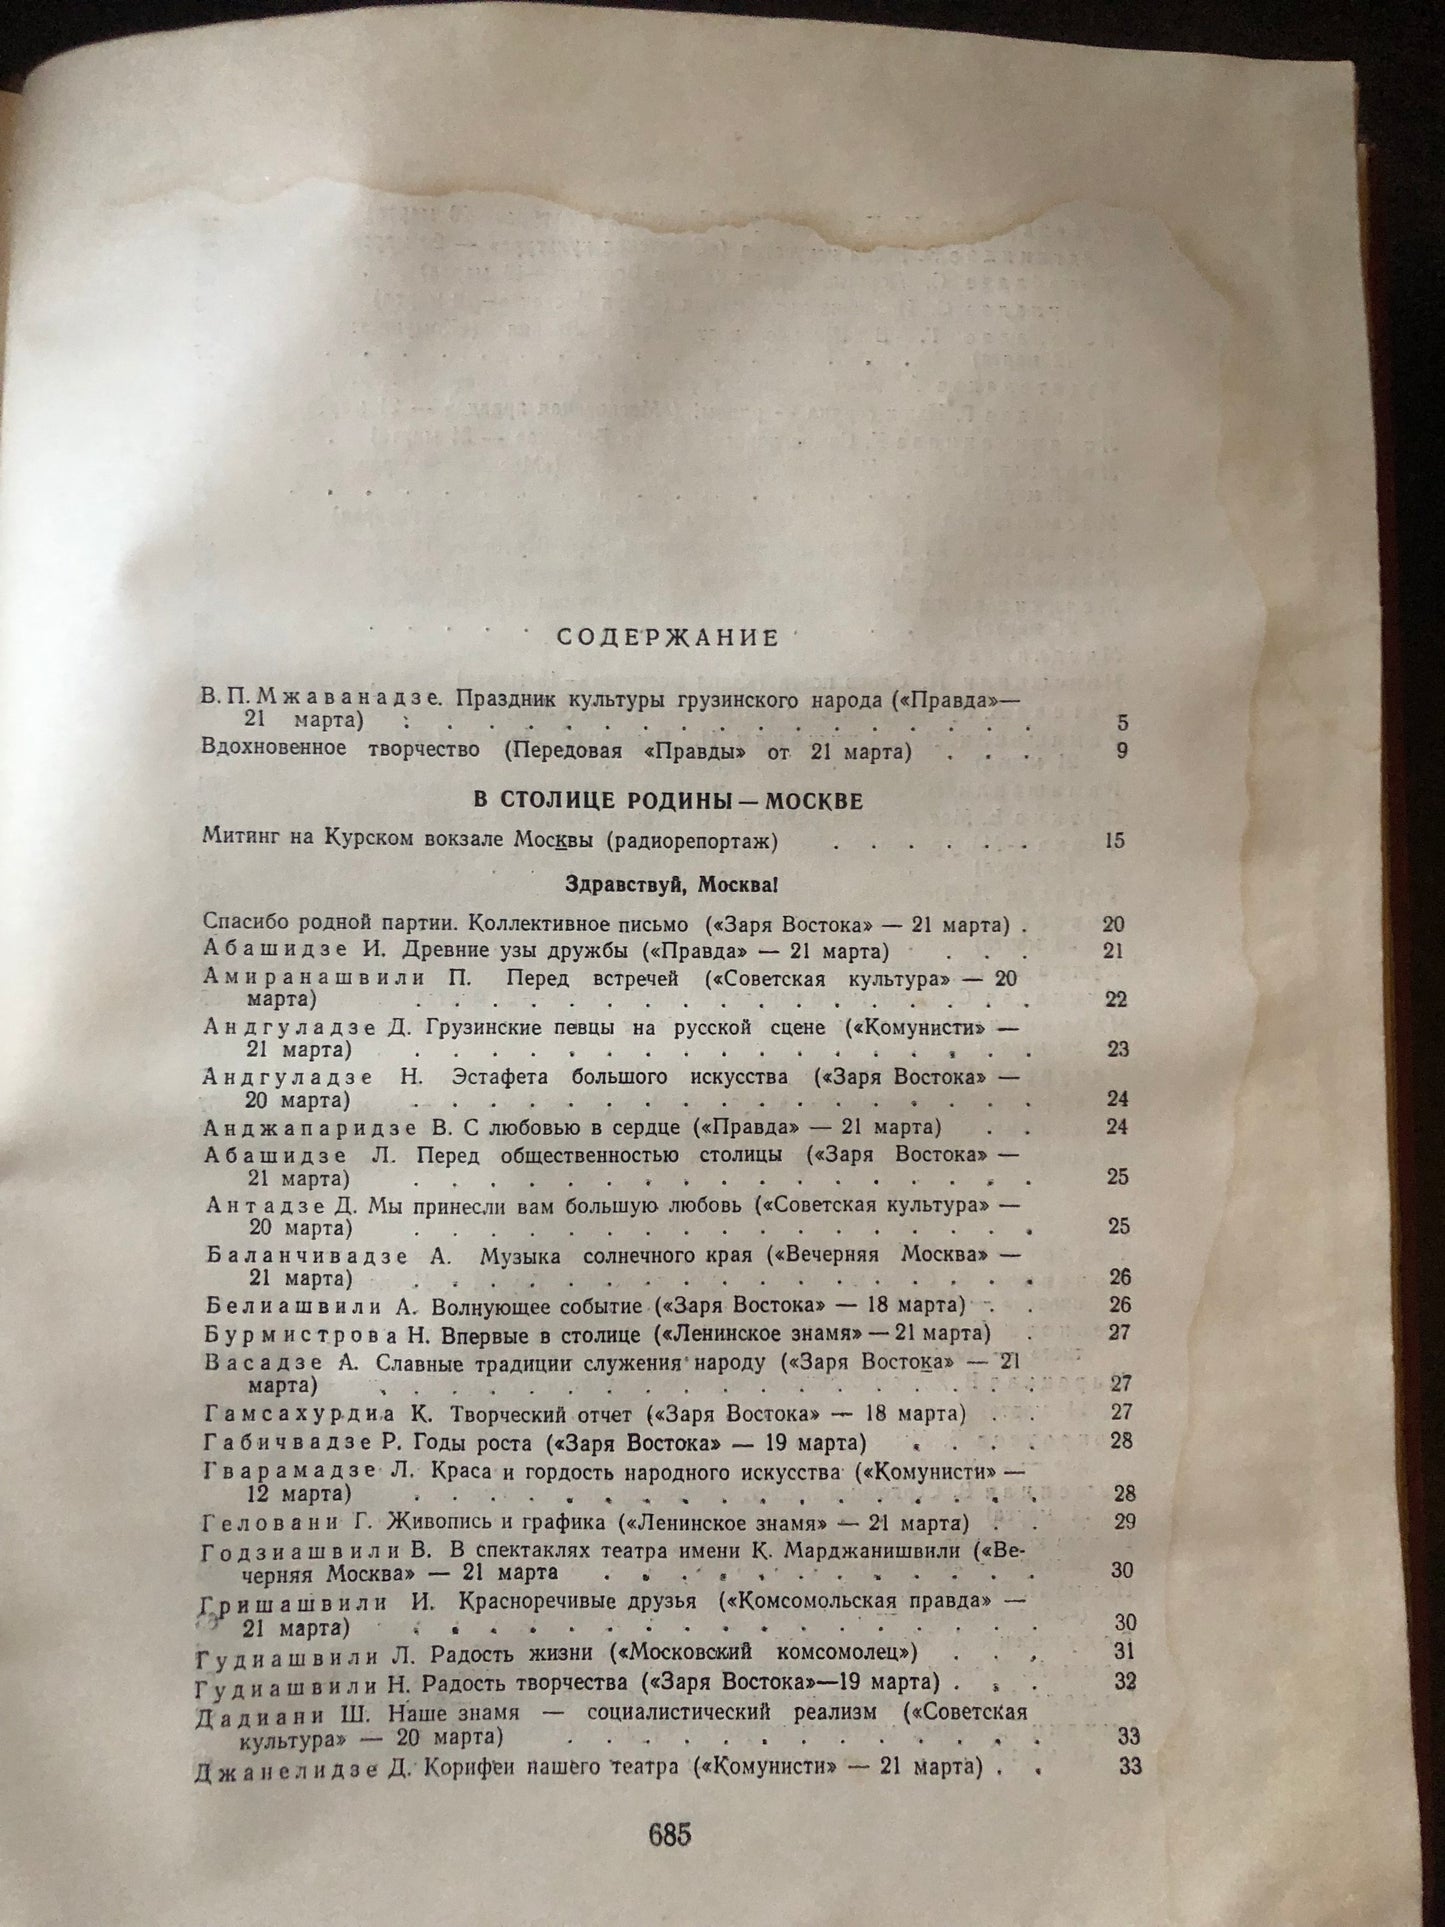 СОДЕРЖАНИЕ
В. П. Мжаванадзе. Праздник культуры грузинского народа («Правда»—
21 марта) : . . . . . . . . . . . . . . . . 5
Вдохновенное творчество (Передовая «Правды» от 21 марта) . . . 9
В СТОЛИЦЕ РОДИНЫ — МОСКВЕ
Митинг на Курском вокзале Москвы (радиорепортаж) . . . . . . 15
Здравствуй, Москва!
Спасибо родной партии. Коллективное письмо («Заря Востока» — 21 марта) . 20
Абашидзе И. Древние узы дружбы («Правда» — 21 марта) . . . 21
Амиранашвили П. Перед встречей («Советская культура» — 20
марта) . . . . . . . . . . . . . . . . . 22
Андгуладзе Д. Грузинские певцы на русской сцене («Комунисти» —
21 марта) . . . . . . . . . . . . . . . . . 23
Андгуладзе Н. Эстафета большого искусства («Заря Востока» —
20 марта) . . . . . . . . . . . . . . . . . 24
Анджапаридзе В. С любовью в сердце («Правда» — 21 марта) . . 24
Абашидзе Л. Перед общественностью столицы («Заря Востока» —
21 марта) . . . . . . . . . . . . . . . . . 25
Антадзе Д. Мы принесли вам большую любовь («Советская культура» —
20 марта) . . . . . . . . . . . . . . . . . 25
Баланчивадзе А. Музыка солнечного края («Вечерняя Москва» —
21 марта) . . . . . . . . . . . . . . . . . 26
Белиашвили А. Волнующее событие («Заря Востока» — 18 марта) . . 26
Бурмистрова Н. Впервые в столице («Ленинское знамя» — 21 марта) . 27
Васадзе А. Славные традиции служения народу («Заря Востока» — 21
марта) . . . . . . . . . . . . . . . . . . 27
Гамсахурдиа К. Творческий отчет («Заря Востока» — 18 марта) . . 27
Габичвадзе Р. Годы роста («Заря Востока» — 19 марта) . . . . 28
Гварамадзе Л. Краса и гордость народного искусства («Комунисти» —
12 марта) . . . . . . . . . . . . . . . . . 28
Геловани Г. Живопись и графика («Ленинское знамя» — 21 марта) . . 29
Годзиашвили В. В спектаклях театра имени К. Марджанишвили («Ве-
черняя Москва» — 21 марта . . . . . . . . . . . . 30
Гришашвили И. Красноречивые друзья («Комсомольская правда» —
21 марта) . . . . . . . . . . . . . . . . . 30
Гудиашвили Л. Радость жизни («Московский комсомолец») . . . 31
Гудиашвили Н. Радость творчества («Заря Востока»—19 марта) . . . 32
Дадиани Ш. Наше знамя — социалистический реализм («Советская
культура» — 20 марта) . . . . . . . . . . . . . 33
Джанелидзе Д. Корифеи нашего театра («Комунисти» — 21 марта) . . 33
685